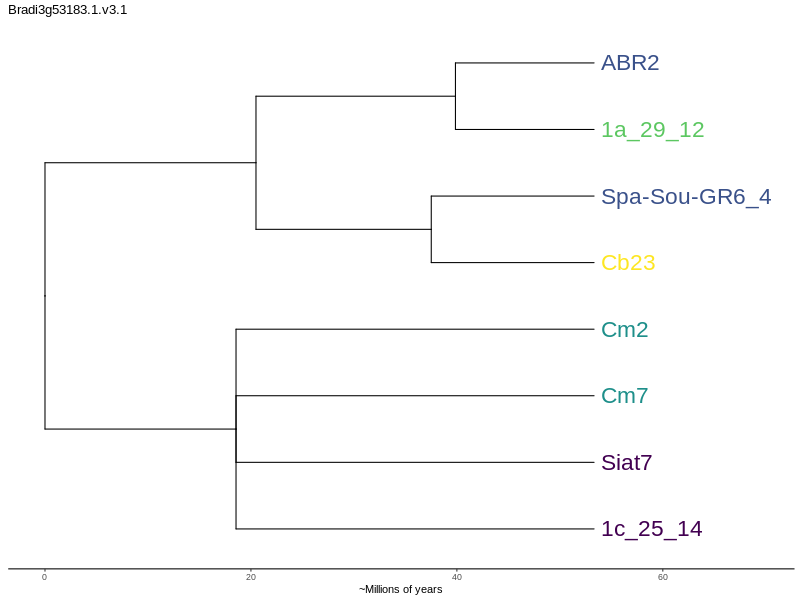 Bradi3g53183.1.v3.1
ABR2
1a_29_12
Spa-Sou-GR6_4
Cb23
Cm2
Cm7
Siat7
1c_25_14
0 20 40 60
~Millions of years